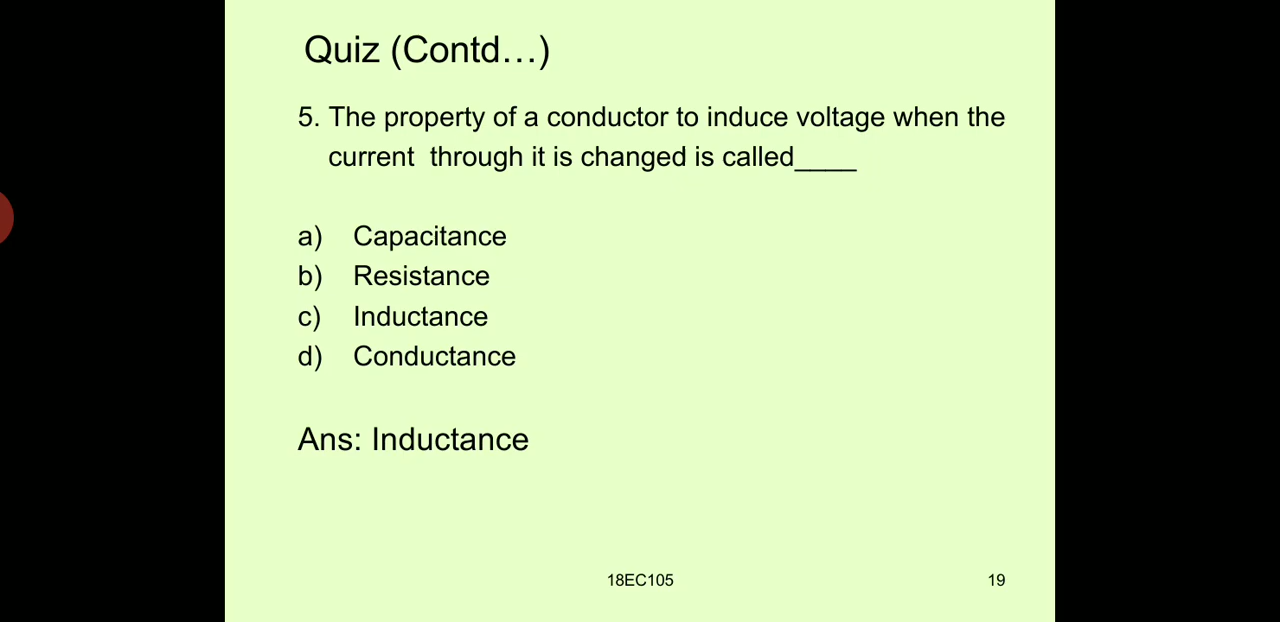 Quiz (Contd…)
5. The property of a conductor to induce voltage when the
current  through it is changed is called____
a) Capacitance
b) Resistance
c) Inductance
d) Conductance
Ans: Inductance
18EC105
19